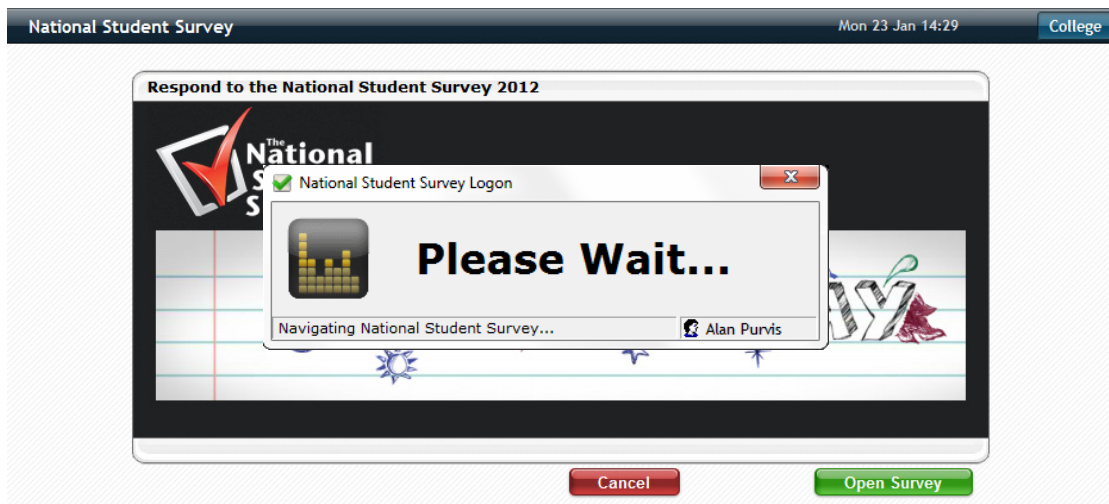 National Student Survey
Mon 23 Jan 14:29
College
Respond to the National Student Survey 2012
The
National
S
S
National Student Survey Logon
Please Wait...
Navigating National Student Survey...
Alan Purvis
AY
Cancel
Open Survey